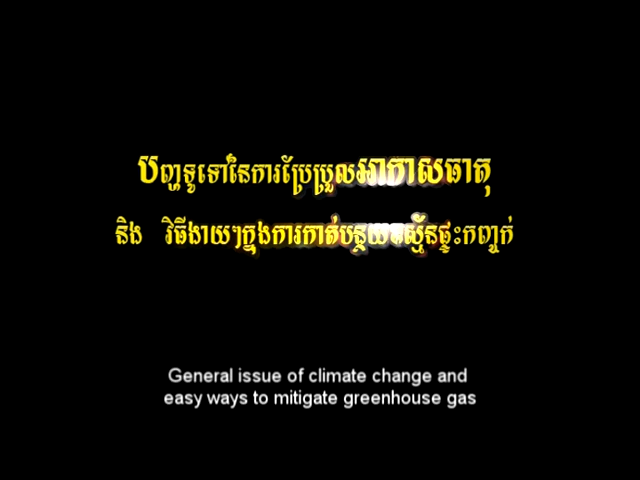 បញ្ហទូទៅនៃការប្រែប្រួលអាកាសធាតុ
និង វិធីងាយៗក្នុងការកាត់បន្ថយឧស្ម័នផ្ទះកញ្ចក់
General issue of climate change and
easy ways to mitigate greenhouse gas